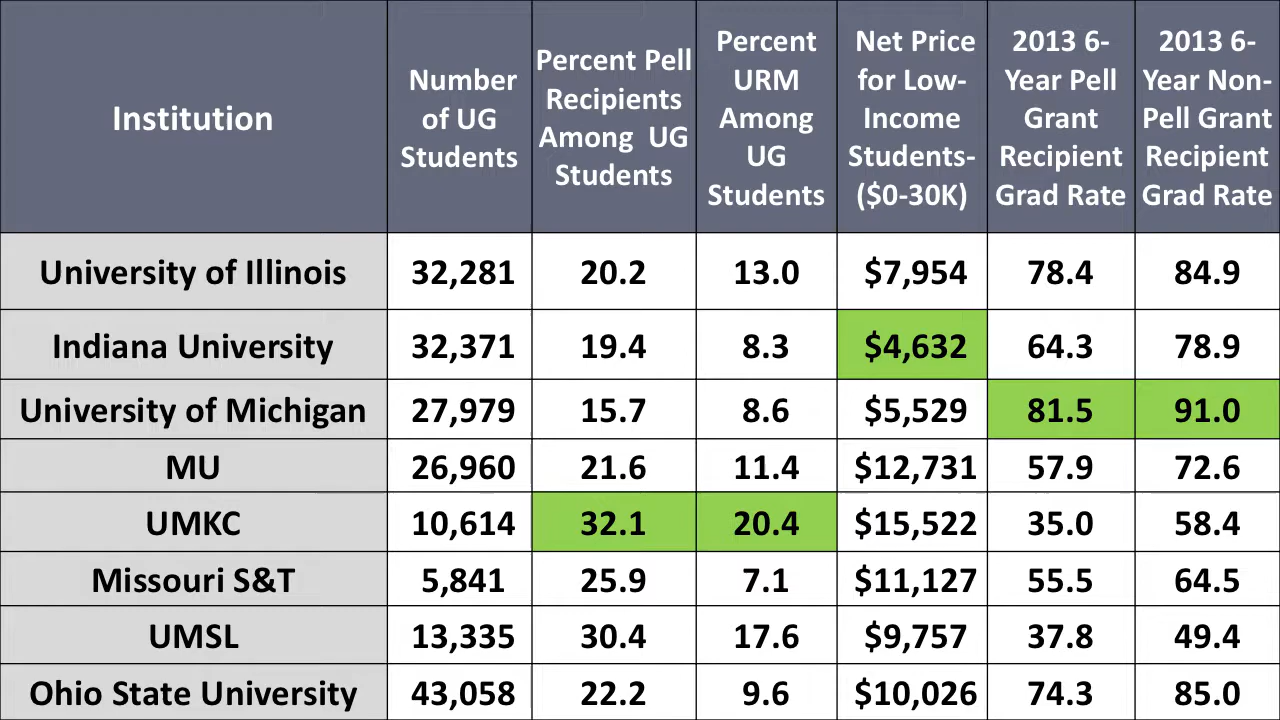 Institution
Number
of UG
Students
Percent Pell
Recipients
Among UG
Students
Percent
URM
Among
UG
Students
Net Price
for Low-
Income
Students-
($0-30K)
2013 6-
Year Pell
Grant
Recipient
Grad Rate
2013 6-
Year Non-
Pell Grant
Recipient
Grad Rate
University of Illinois 32,281 20.2 13.0 $7,954 78.4 84.9
Indiana University 32,371 19.4 8.3 $4,632 64.3 78.9
University of Michigan 27,979 15.7 8.6 $5,529 81.5 91.0
MU 26,960 21.6 11.4 $12,731 57.9 72.6
UMKC 10,614 32.1 20.4 $15,522 35.0 58.4
Missouri S&T 5,841 25.9 7.1 $11,127 55.5 64.5
UMSL 13,335 30.4 17.6 $9,757 37.8 49.4
Ohio State University 43,058 22.2 9.6 $10,026 74.3 85.0